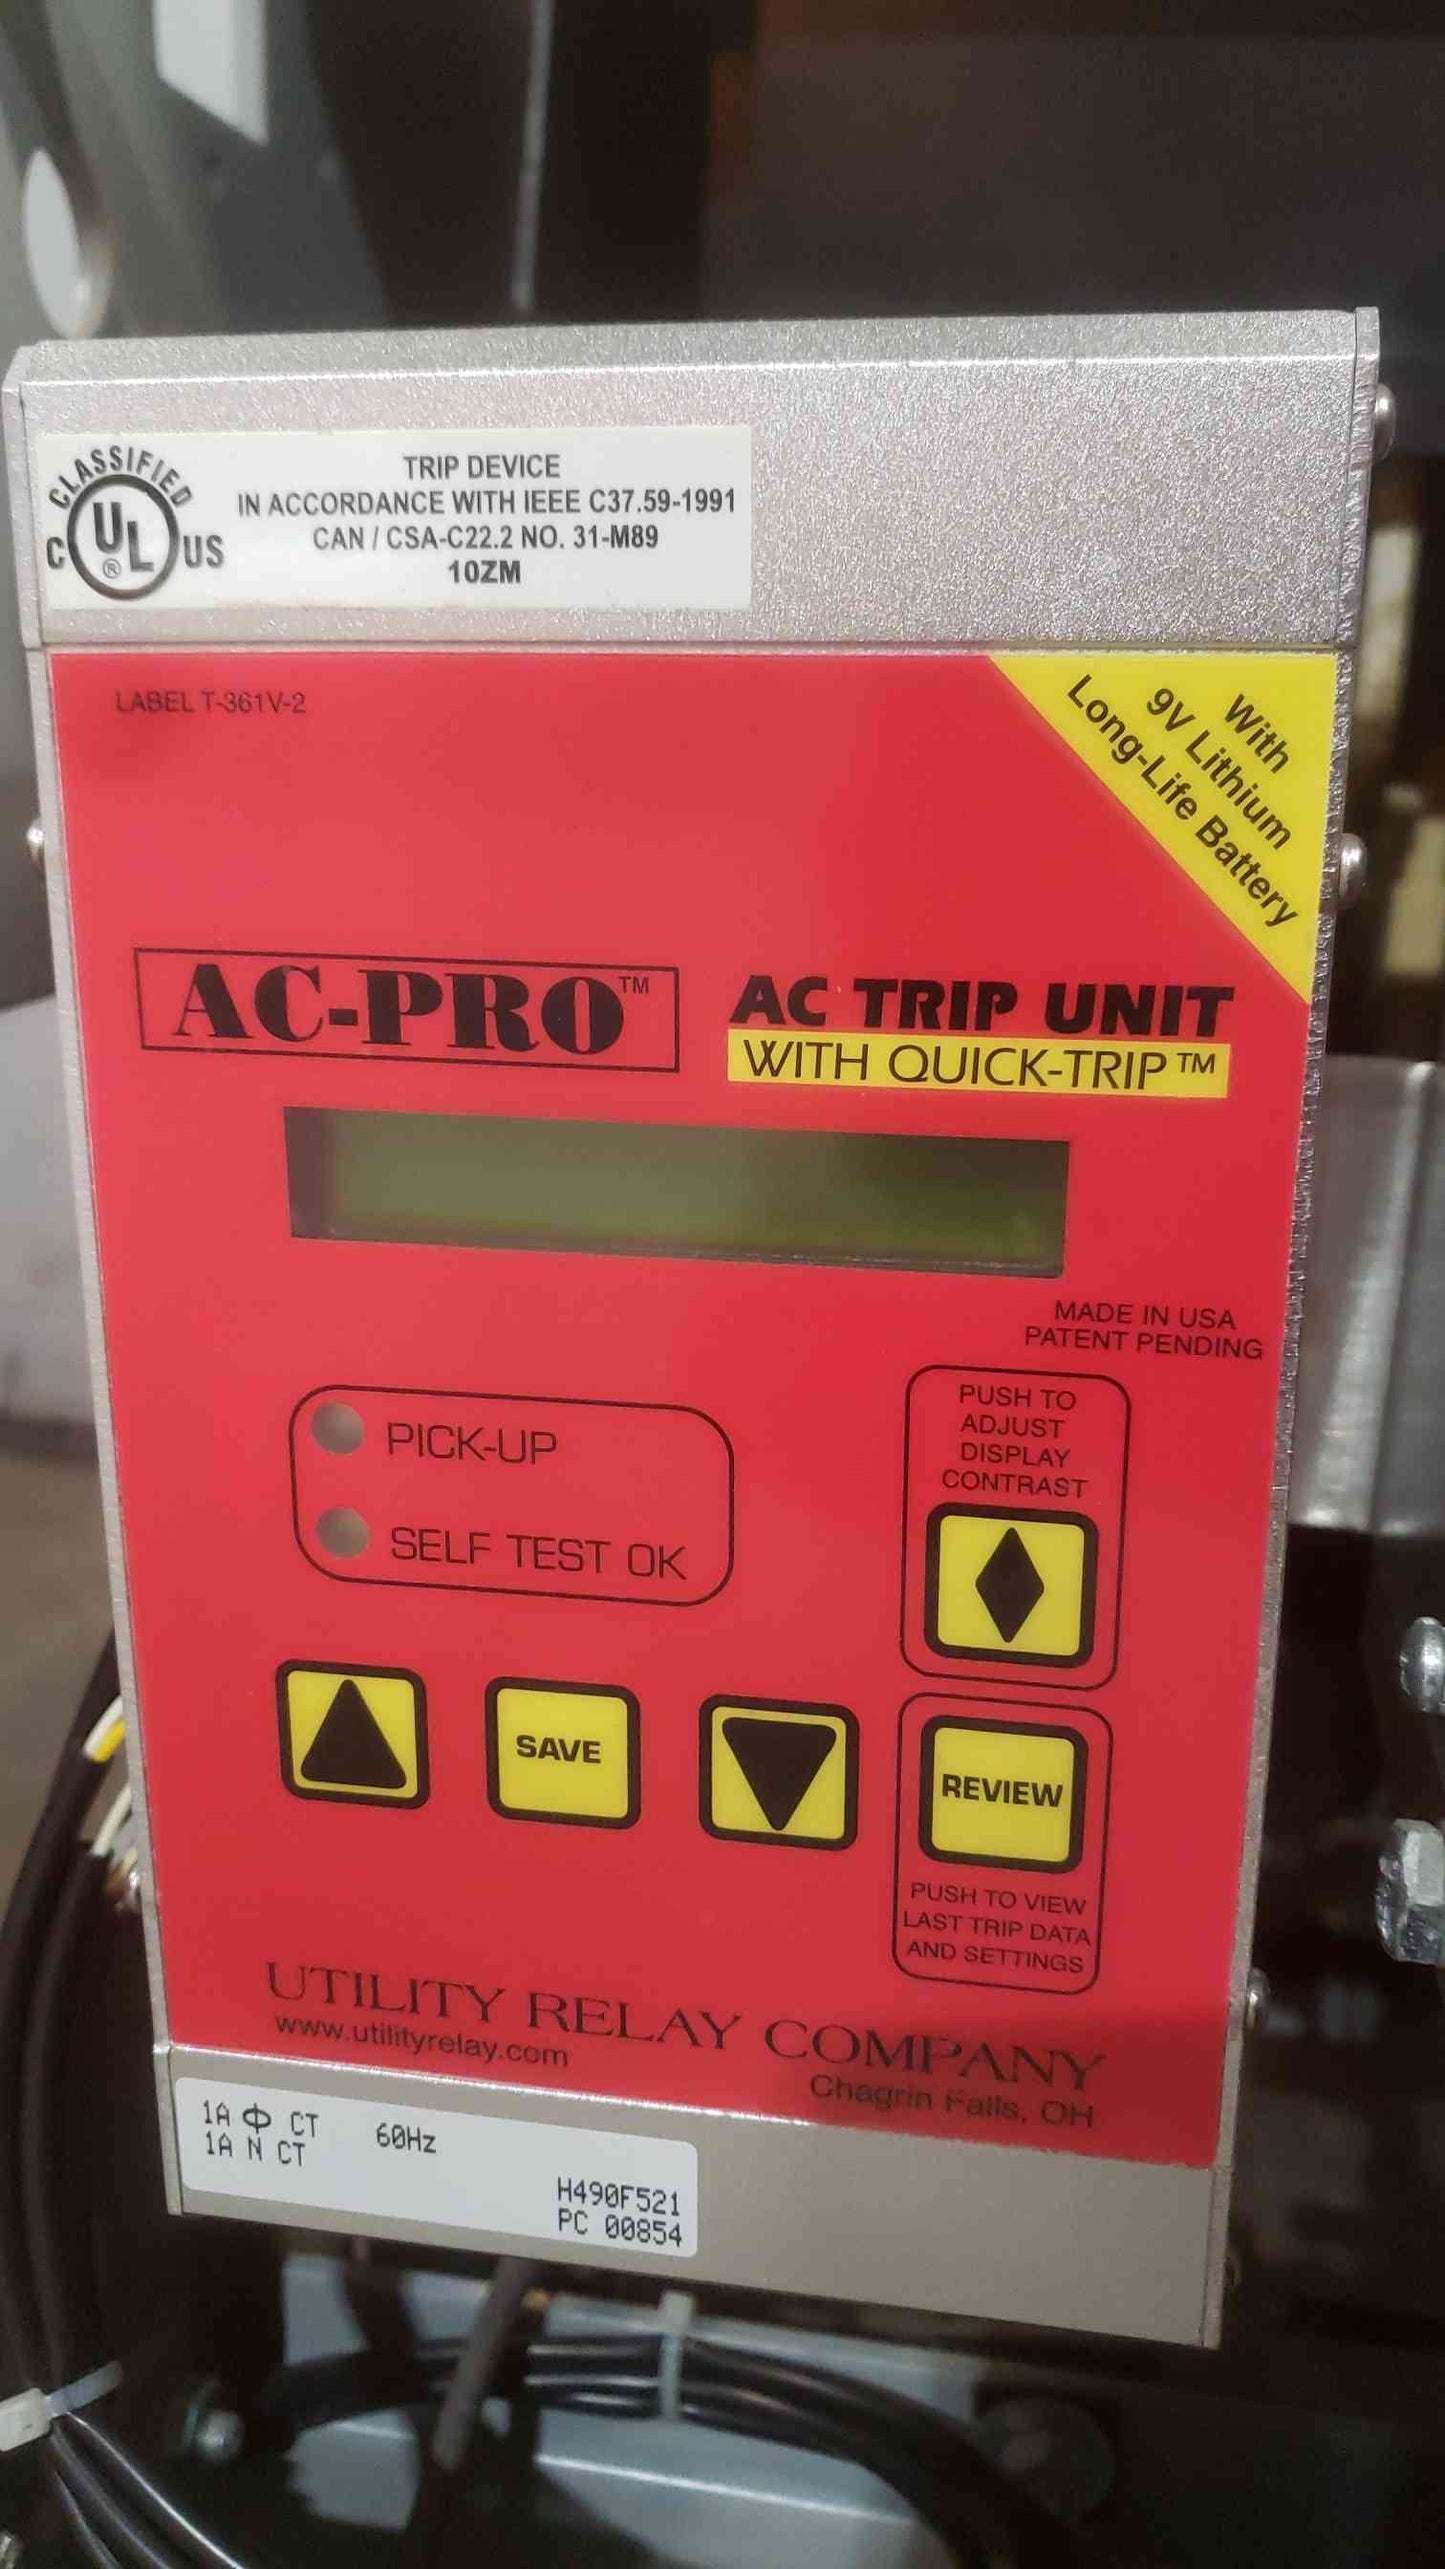 CLASSIFIED
C UL® US
TRIP DEVICE
IN ACCORDANCE WITH IEEE C37.59-1991
CAN / CSA-C22.2 NO. 31-M89
10ZM
LABEL T-361V-2
With
9V Lithium
Long-Life Battery
AC-PRO™
AC TRIP UNIT
WITH QUICK-TRIP™
MADE IN USA
PATENT PENDING
PICK-UP
SELF TEST OK
PUSH TO
ADJUST
DISPLAY
CONTRAST
SAVE
REVIEW
PUSH TO VIEW
LAST TRIP DATA
AND SETTINGS
UTILITY RELAY COMPANY
www.utilityrelay.com
Chagrin Falls, OH
1A Φ CT 60Hz
1A N CT
H490F521
PC 00854